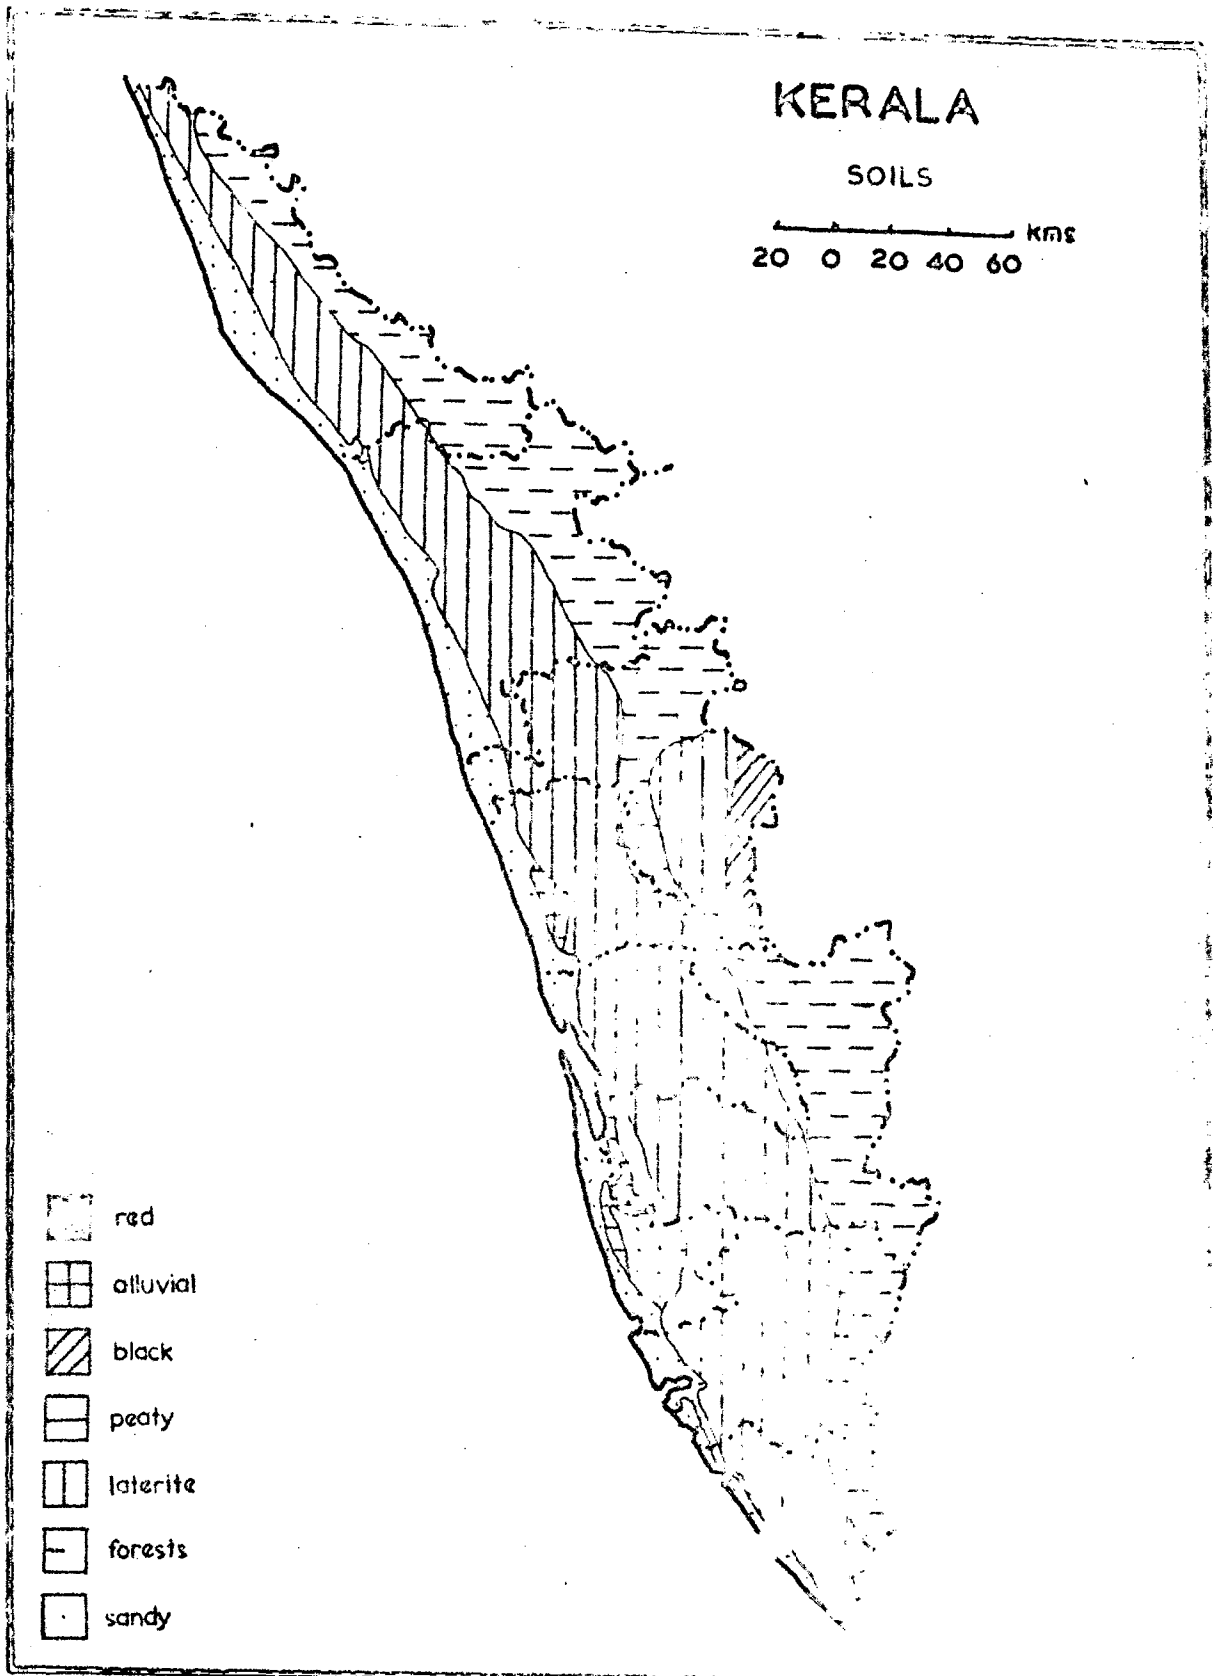 KERALA
SOILS
kms
20 0 20 40 60
red
alluvial
black
peaty
laterite
forests
sandy